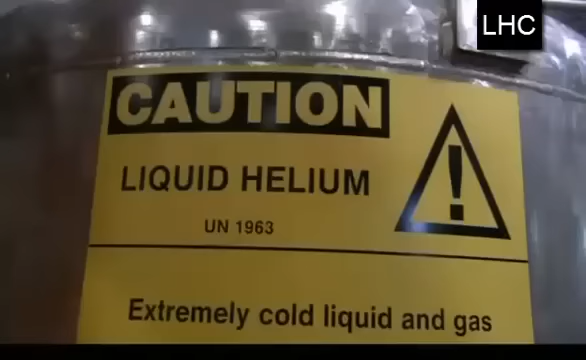 LHC
CAUTION
LIQUID HELIUM
UN 1963
!
Extremely cold liquid and gas